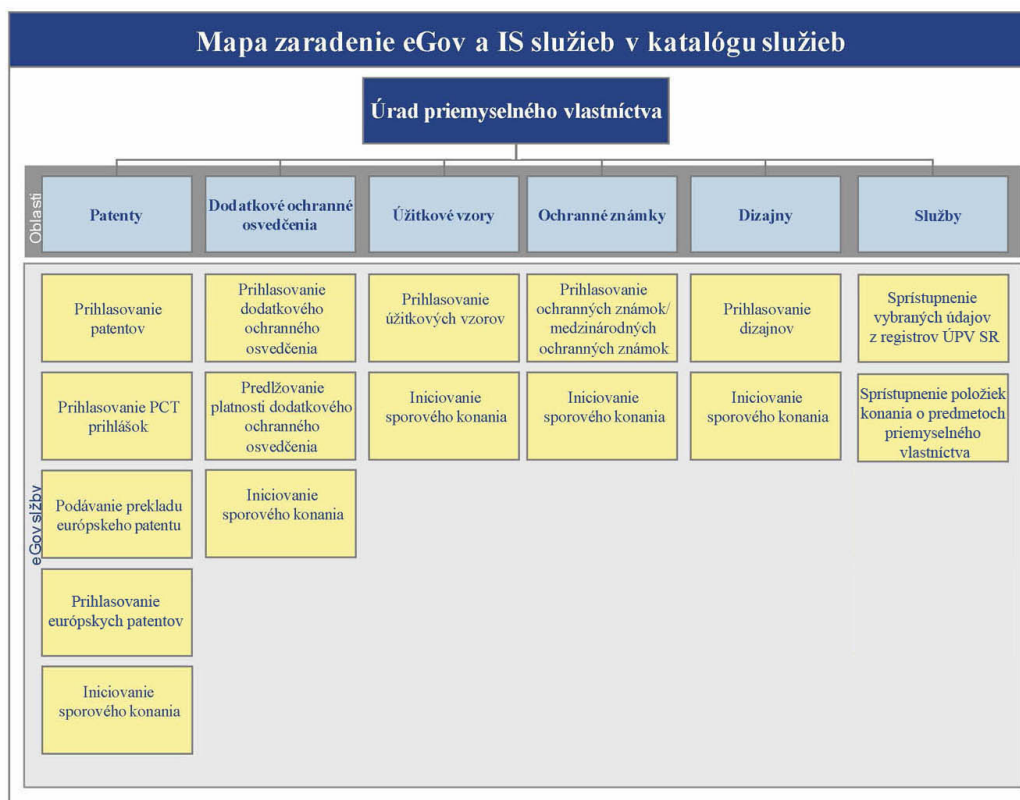 Mapa zaradenie eGov a IS služieb v katalógu služieb
Úrad priemyselného vlastníctva
Oblasti
Patenty
Dodatkové ochranné
osvedčenia
Úžitkové vzory
Ochranné známky
Dizajny
Služby
eGov slžby
Prihlasovanie
patentov
Prihlasovanie
dodatkového
ochranného
osvedčenia
Prihlasovanie
úžitkových vzorov
Prihlasovanie
ochranných známok/
medzinárodných
ochranných známok
Prihlasovanie
dizajnov
Sprístupnenie
vybraných údajov
z registrov ÚPV SR
Prihlasovanie PCT
prihlášok
Predlžovanie
platnosti dodatkového
ochranného
osvedčenia
Iniciovanie
sporového konania
Iniciovanie
sporového konania
Iniciovanie
sporového konania
Sprístupnenie položiek
konania o predmetoch
priemyselného
vlastníctva
Podávanie prekladu
európskeho patentu
Iniciovanie
sporového konania
Prihlasovanie
európskych patentov
Iniciovanie
sporového konania